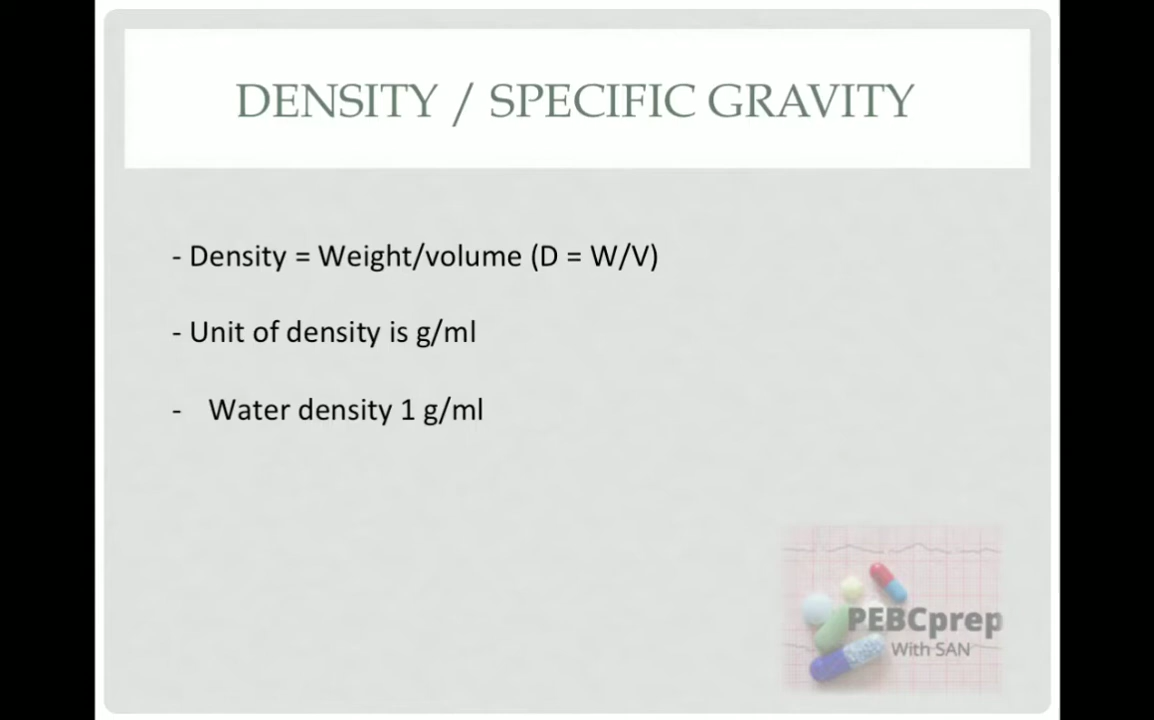 DENSITY / SPECIFIC GRAVITY
- Density = Weight/volume (D = W/V)
- Unit of density is g/ml
- Water density 1 g/ml
PEBCprep
With SAN